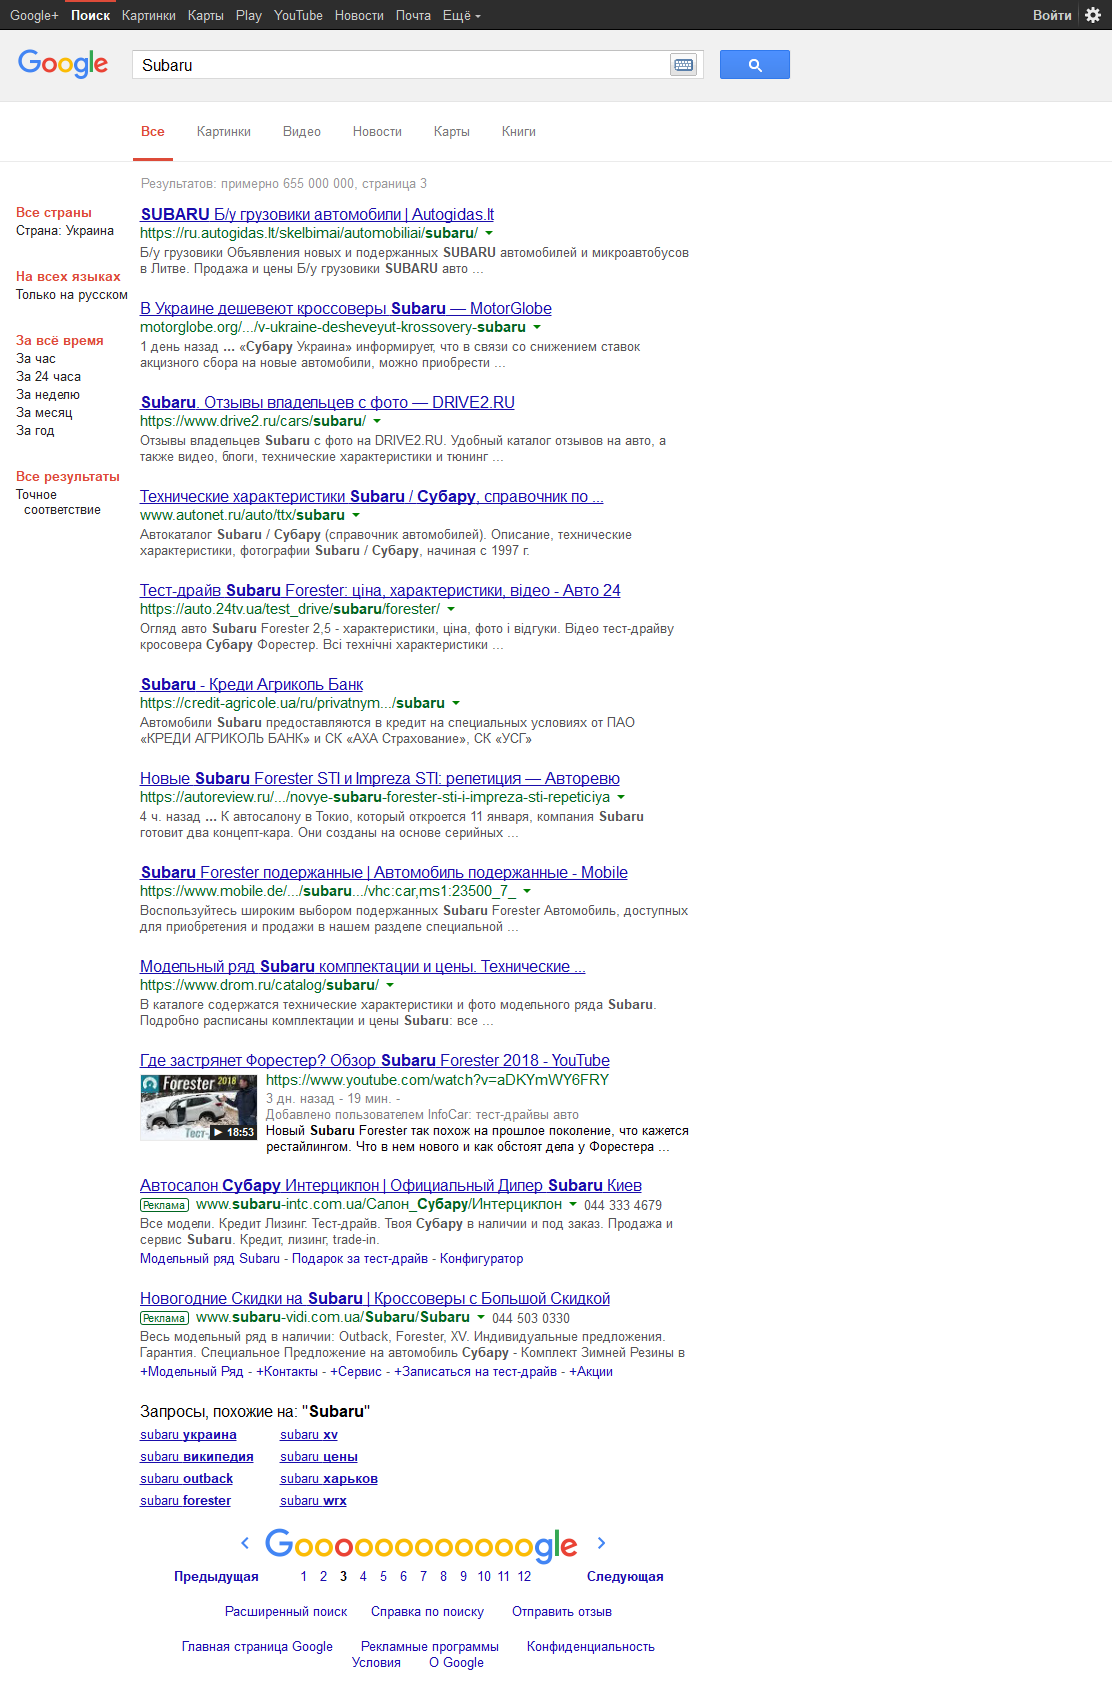 Google+ Поиск Картинки Карты Play YouTube Новости Почта Ещё Войти
Google Subaru
Все Картинки Видео Новости Карты Книги
Результатов: примерно 655 000 000, страница 3
Все страны
Страна: Украина
На всех языках
Только на русском
За всё время
За час
За 24 часа
За неделю
За месяц
За год
Все результаты
Точное
соответствие
SUBARU Б/у грузовики автомобили | Autogidas.lt
https://ru.autogidas.lt/skelbimai/automobiliai/subaru/
Б/у грузовики Объявления новых и подержанных SUBARU автомобилей и микроавтобусов
в Литве. Продажа и цены Б/у грузовики SUBARU авто ...
В Украине дешевеют кроссоверы Subaru — MotorGlobe
motorglobe.org/.../v-ukraine-desheveyut-krossovery-subaru
1 день назад ... «Субару Украина» информирует, что в связи со снижением ставок
акцизного сбора на новые автомобили, можно приобрести ...
Subaru. Отзывы владельцев с фото — DRIVE2.RU
https://www.drive2.ru/cars/subaru/
Отзывы владельцев Subaru с фото на DRIVE2.RU. Удобный каталог отзывов на авто, а
также видео, блоги, технические характеристики и тюнинг ...
Технические характеристики Subaru / Субару, справочник по ...
www.autonet.ru/auto/ttx/subaru
Автокаталог Subaru / Субару (справочник автомобилей). Описание, технические
характеристики, фотографии Subaru / Субару, начиная с 1997 г.
Тест-драйв Subaru Forester: ціна, характеристики, відео - Авто 24
https://auto.24tv.ua/test_drive/subaru/forester/
Огляд авто Subaru Forester 2,5 - характеристики, ціна, фото і відгуки. Відео тест-драйву
кросовера Субару Форестер. Всі технічні характеристики ...
Subaru - Креди Агриколь Банк
https://credit-agricole.ua/ru/privatnym.../subaru
Автомобили Subaru предоставляются в кредит на специальных условиях от ПАО
«КРЕДИ АГРИКОЛЬ БАНК» и СК «АХА Страхование», СК «УСГ»
Новые Subaru Forester STI и Impreza STI: репетиция — Авторевю
https://autoreview.ru/.../novye-subaru-forester-sti-i-impreza-sti-repeticiya
4 ч. назад ... К автосалону в Токио, который откроется 11 января, компания Subaru
готовит два концепт-кара. Они созданы на основе серийных ...
Subaru Forester подержанные | Автомобиль подержанные - Mobile
https://www.mobile.de/.../subaru.../vhc:car,ms1:23500_7_
Воспользуйтесь широким выбором подержанных Subaru Forester Автомобиль, доступных
для приобретения и продажи в нашем разделе специальной ...
Модельный ряд Subaru комплектации и цены. Технические ...
https://www.drom.ru/catalog/subaru/
В каталоге содержатся технические характеристики и фото модельного ряда Subaru.
Подробно расписаны комплектации и цены Subaru: все ...
Где застрянет Форестер? Обзор Subaru Forester 2018 - YouTube
Forester 2018
Тест-
18:53
https://www.youtube.com/watch?v=aDKYmWY6FRY
3 дн. назад - 19 мин. -
Добавлено пользователем InfoCar: тест-драйвы авто
Новый Subaru Forester так похож на прошлое поколение, что кажется
рестайлингом. Что в нем нового и как обстоят дела у Форестера ...
Автосалон Субару Интерциклон | Официальный Дилер Subaru Киев
Реклама www.subaru-intc.com.ua/Салон_Субару/Интерциклон 044 333 4679
Все модели. Кредит Лизинг. Тест-драйв. Твоя Субару в наличии и под заказ. Продажа и
сервис Subaru. Кредит, лизинг, trade-in.
Модельный ряд Subaru - Подарок за тест-драйв - Конфигуратор
Новогодние Скидки на Subaru | Кроссоверы с Большой Скидкой
Реклама www.subaru-vidi.com.ua/Subaru/Subaru 044 503 0330
Весь модельный ряд в наличии: Outback, Forester, XV. Индивидуальные предложения.
Гарантия. Специальное Предложение на автомобиль Субару - Комплект Зимней Резины в
+Модельный Ряд - +Контакты - +Сервис - +Записаться на тест-драйв - +Акции
Запросы, похожие на: "Subaru"
subaru украина subaru xv
subaru википедия subaru цены
subaru outback subaru харьков
subaru forester subaru wrx
< Goooooooooooogle >
Предыдущая 1 2 3 4 5 6 7 8 9 10 11 12 Следующая
Расширенный поиск Справка по поиску Отправить отзыв
Главная страница Google Рекламные программы Конфиденциальность
Условия О Google